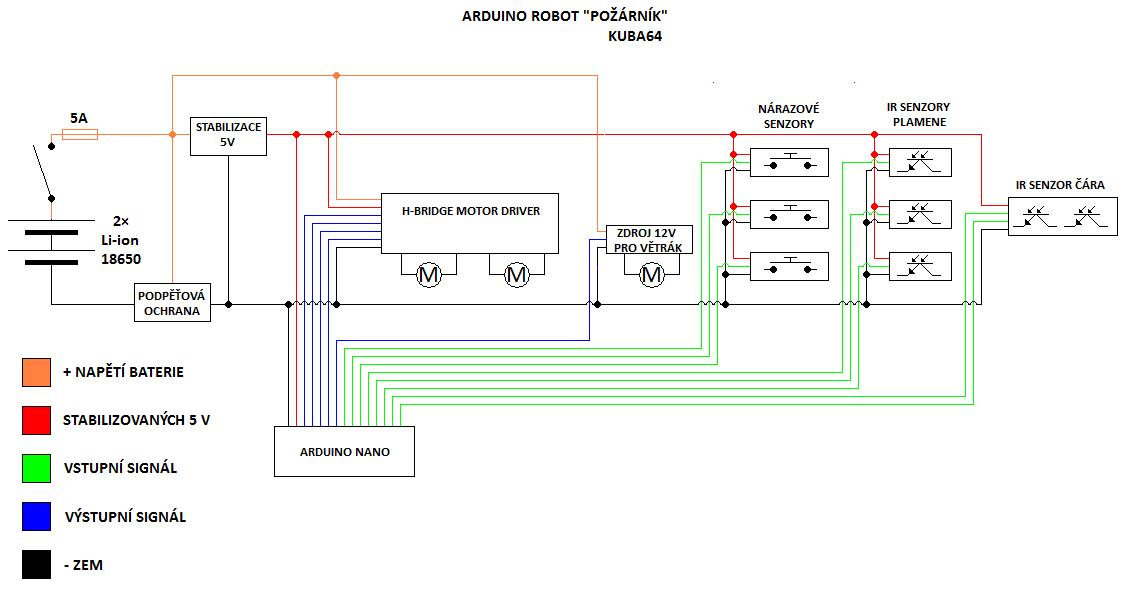 ARDUINO ROBOT "POŽÁRNÍK"
KUBA64
5A
STABILIZACE
5V
NÁRAZOVÉ
SENZORY
IR SENZORY
PLAMENE
IR SENZOR ČÁRA
H-BRIDGE MOTOR DRIVER
2×
Li-ion
18650
ZDROJ 12V
PRO VĚTRÁK
M
M
M
PODPĚŤOVÁ
OCHRANA
+ NAPĚTÍ BATERIE
STABILIZOVANÝCH 5 V
VSTUPNÍ SIGNÁL
VÝSTUPNÍ SIGNÁL
- ZEM
ARDUINO NANO